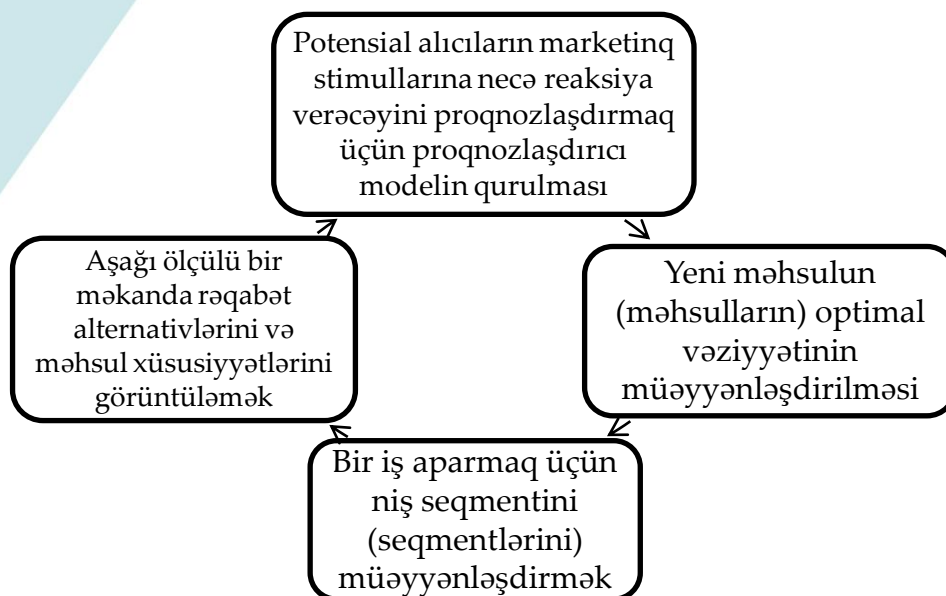 Potensial alıcıların marketinq
stimullarına necə reaksiya
verəcəyini proqnozlaşdırmaq
üçün proqnozlaşdırıcı
modelin qurulması
Aşağı ölçülü bir
məkanda rəqabət
alternativlərini və
məhsul xüsusiyyətlərini
görüntüləmək
Yeni məhsulun
(məhsulların) optimal
vəziyyətinin
müəyyənləşdirilməsi
Bir iş aparmaq üçün
niş seqmentini
(seqmentlərini)
müəyyənləşdirmək